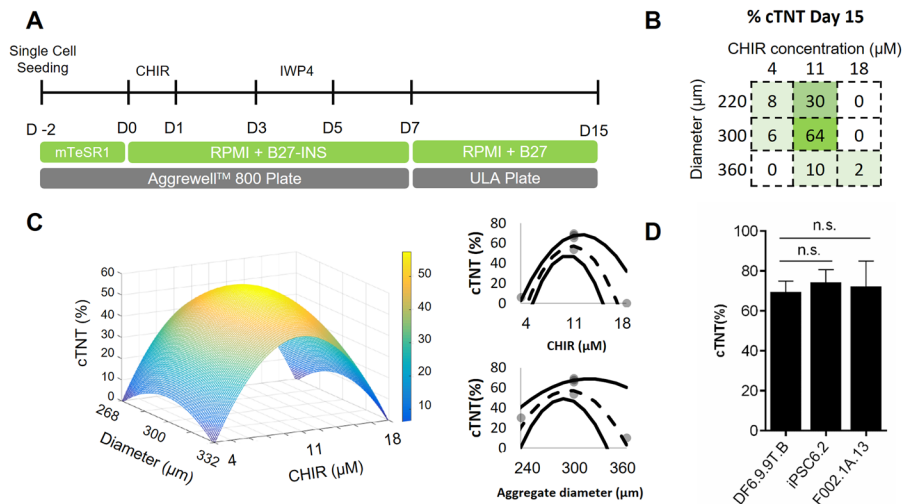 A
Single Cell
Seeding
CHIR
IWP4
D -2
D0
D1
D3
D5
D7
D15
mTeSR1
RPMI + B27-INS
RPMI + B27
Aggrewell™ 800 Plate
ULA Plate
B
% cTNT Day 15
CHIR concentration (µM)
4 11 18
Diameter (µm)
220 8 30 0
300 6 64 0
360 0 10 2
C
cTNT (%)
60
50
40
30
20
10
0
268
300
332
Diameter (µm)
4
11
18
CHIR (µM)
50
40
30
20
10
cTNT (%)
80
60
40
20
0
4 11 18
CHIR (µM)
cTNT(%)
80
60
40
20
0
240 300 360
Aggregate diameter (µm)
D
n.s.
n.s.
cTNT(%)
100
80
60
40
20
0
DF6.9.9T.B
iPSC6.2
F002.1A.13